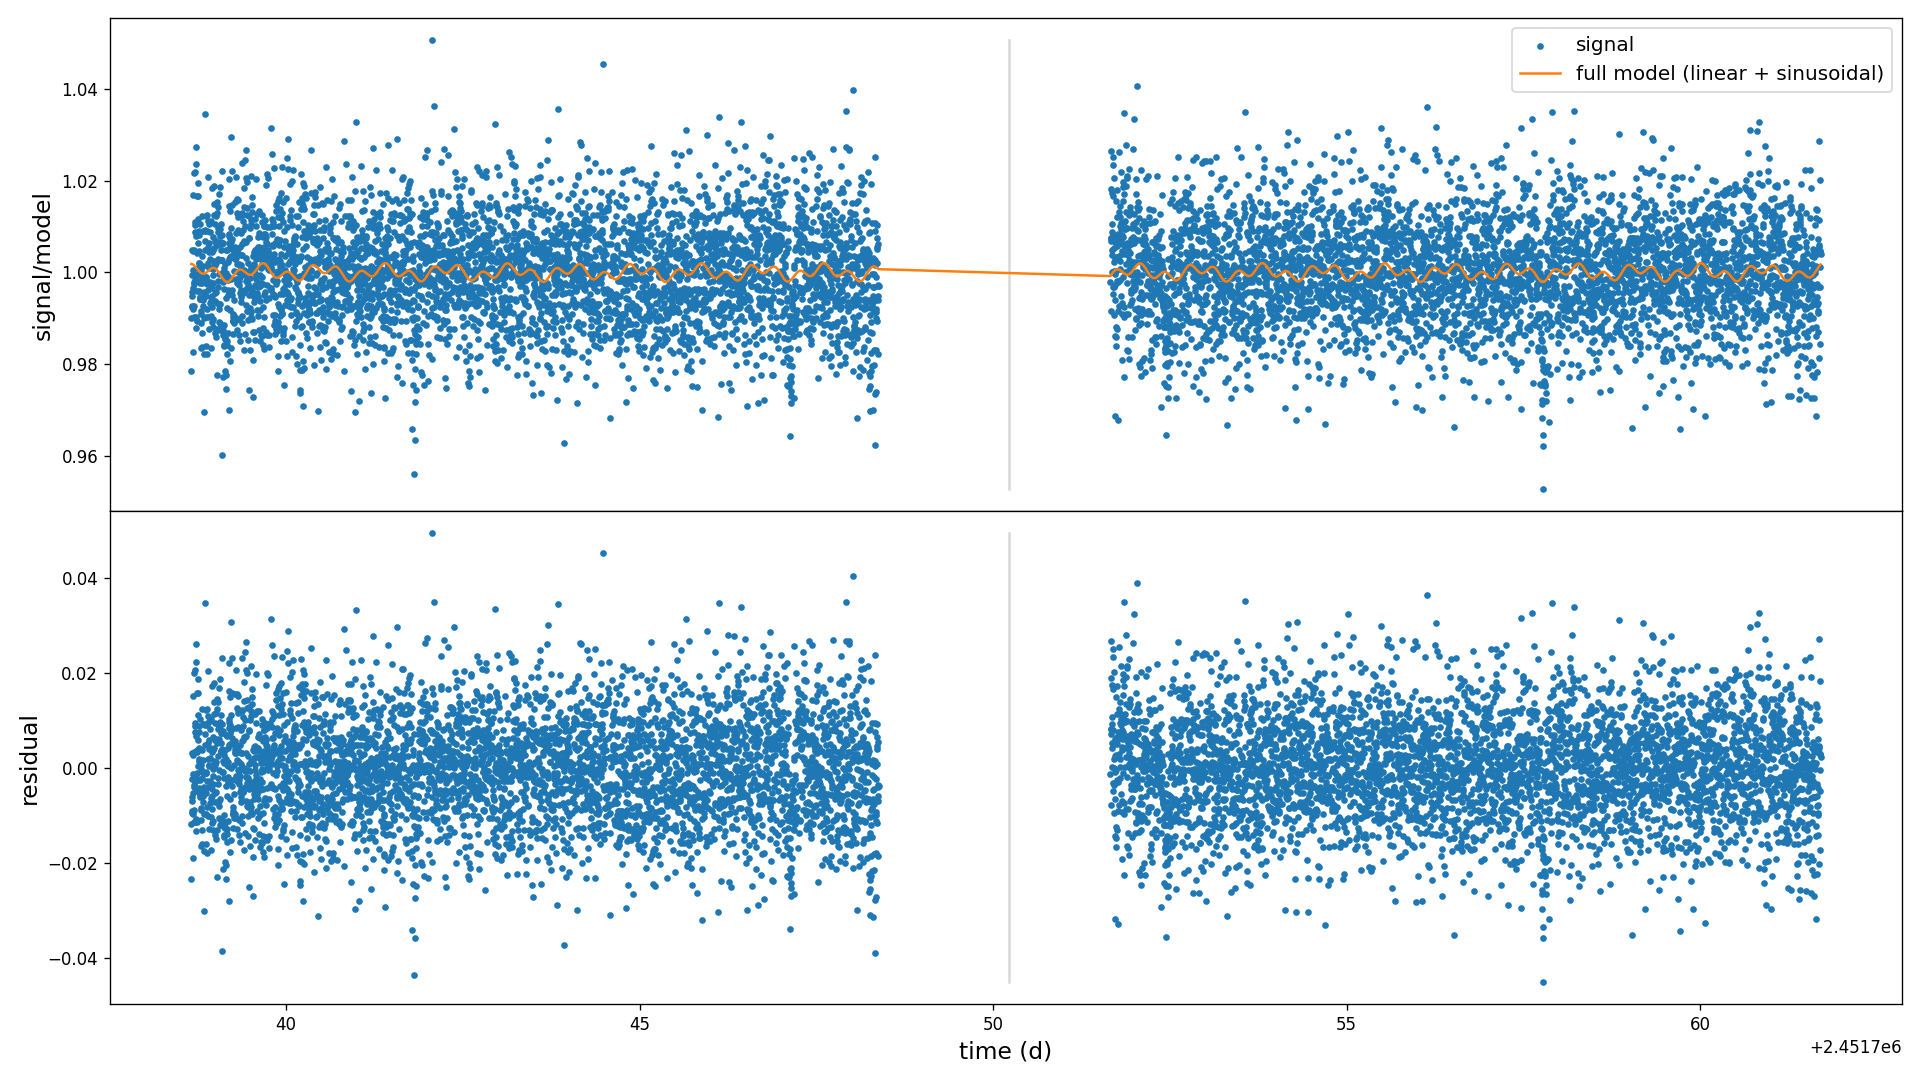 signal
full model (linear + sinusoidal)
1.04
1.02
1.00
0.98
0.96
signal/model
0.04
0.02
0.00
−0.02
−0.04
residual
40
45
50
55
60
time (d)
+2.4517e6